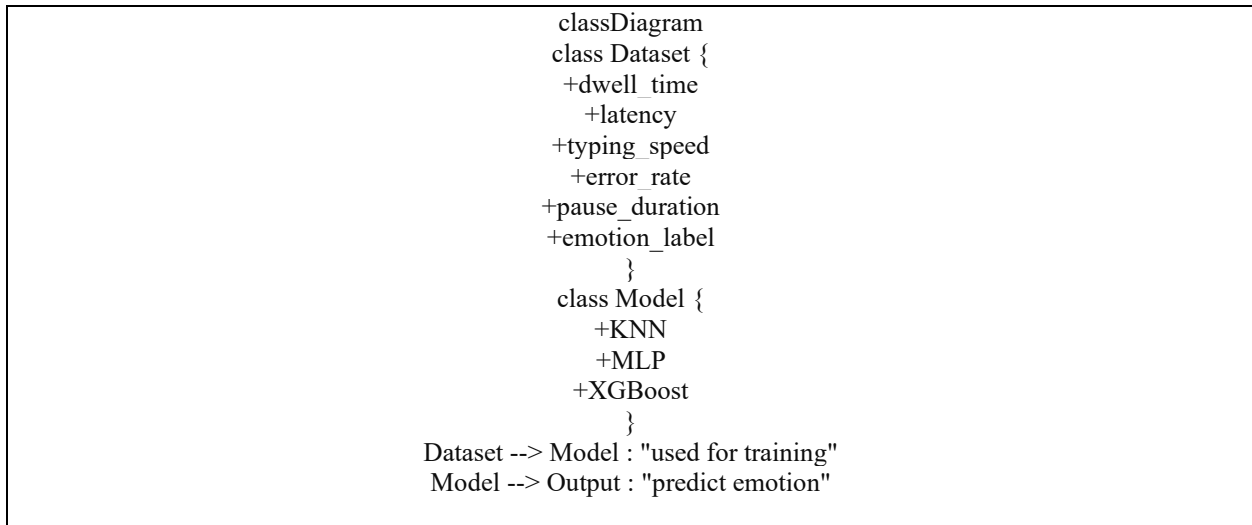 classDiagram
class Dataset {
+dwell_time
+latency
+typing_speed
+error_rate
+pause_duration
+emotion_label
}
class Model {
+KNN
+MLP
+XGBoost
}
Dataset --> Model : "used for training"
Model --> Output : "predict emotion"